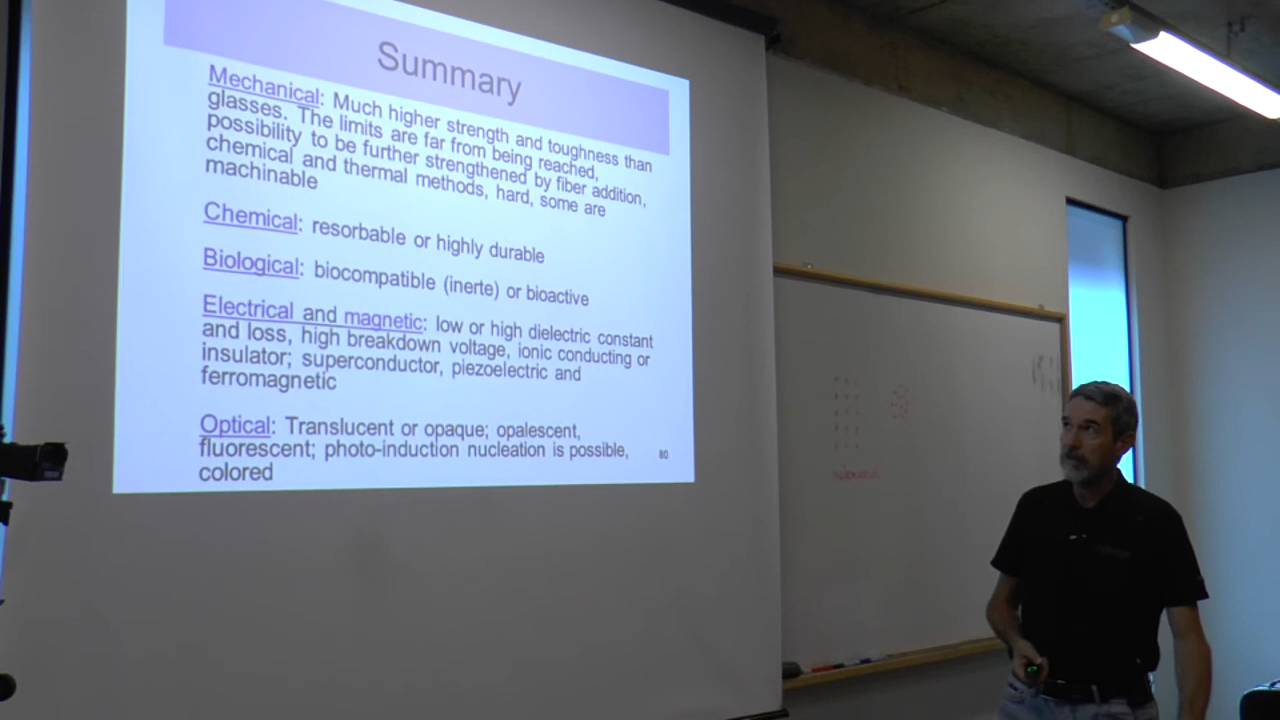 Summary
Mechanical: Much higher strength and toughness than
glasses. The limits are far from being reached,
possibility to be further strengthened by fiber addition,
chemical and thermal methods, hard, some are
machinable
Chemical: resorbable or highly durable
Biological: biocompatible (inerte) or bioactive
Electrical and magnetic: low or high dielectric constant
and loss, high breakdown voltage, ionic conducting or
insulator; superconductor, piezoelectric and
ferromagnetic
Optical: Translucent or opaque; opalescent,
fluorescent; photo-induction nucleation is possible,
colored
80